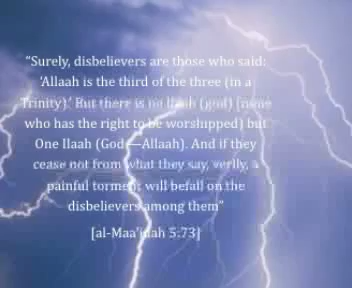 “Surely, disbelievers are those who said:
‘Allaah is the third of the three (in a
Trinity).’ But there is no Ilaah (god) [none
who has the right to be worshipped) but
One Ilaah (God —Allaah). And if they
cease not from what they say, verily, a
painful torment will befall on the
disbelievers among them”
[al-Maa’idah 5:73]